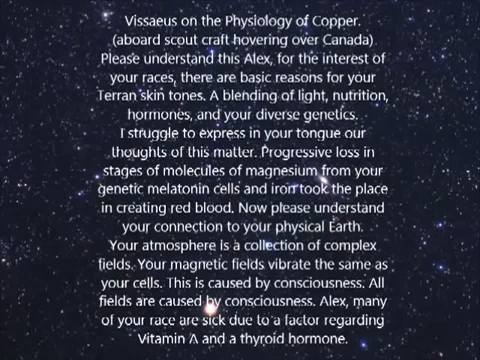 Vissaeus on the Physiology of Copper.
(aboard scout craft hovering over Canada)
Please understand this Alex, for the interest of
your races, there are basic reasons for your
Terran skin tones. A blending of light, nutrition,
hormones, and your diverse genetics.
I struggle to express in your tongue our
thoughts of this matter. Progressive loss in
stages of molecules of magnesium from your
genetic melatonin cells and iron took the place
in creating red blood. Now please understand
your connection to your physical Earth.
Your atmosphere is a collection of complex
fields. Your magnetic fields vibrate the same as
your cells. This is caused by consciousness. All
fields are caused by consciousness. Alex, many
of your race are sick due to a factor regarding
Vitamin A and a thyroid hormone.